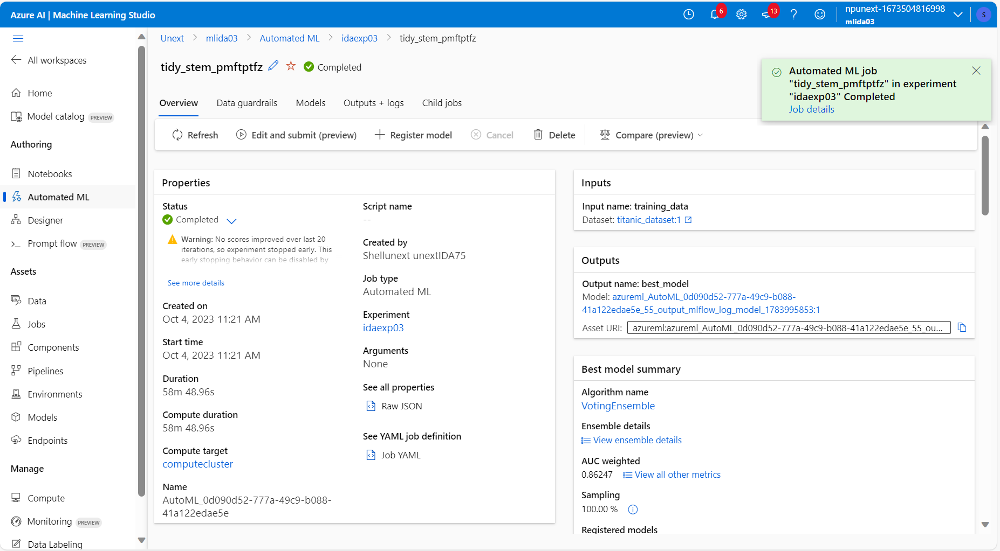 Azure AI | Machine Learning Studio
6
13
?
npunext-1673504816998
mlida03
S
All workspaces
Home
Model catalog PREVIEW
Authoring
Notebooks
Automated ML
Designer
Prompt flow PREVIEW
Assets
Data
Jobs
Components
Pipelines
Environments
Models
Endpoints
Manage
Compute
Monitoring PREVIEW
Data Labeling
Unext > mlida03 > Automated ML > idaexp03 > tidy_stem_pmftptfz
tidy_stem_pmftptfz Completed
Automated ML job
"tidy_stem_pmftptfz" in experiment
"idaexp03" Completed
Job details
Overview Data guardrails Models Outputs + logs Child jobs
Refresh Edit and submit (preview) Register model Cancel Delete Compare (preview)
Properties
Status
Completed
Warning: No scores improved over last 20
iterations, so experiment stopped early. This
early stopping behavior can be disabled by
See more details
Created on
Oct 4, 2023 11:21 AM
Start time
Oct 4, 2023 11:21 AM
Duration
58m 48.96s
Compute duration
58m 48.96s
Compute target
computecluster
Name
AutoML_0d090d52-777a-49c9-b088-
41a122edae5e
Script name
--
Created by
Shellunext unextIDA75
Job type
Automated ML
Experiment
idaexp03
Arguments
None
See all properties
Raw JSON
See YAML job definition
Job YAML
Inputs
Input name: training_data
Dataset: titanic_dataset:1
Outputs
Output name: best_model
Model: azureml_AutoML_0d090d52-777a-49c9-b088-
41a122edae5e_55_output_mlflow_log_model_1783995853:1
Asset URI: azureml:azureml_AutoML_0d090d52-777a-49c9-b088-41a122edae5e_55_ou...
Best model summary
Algorithm name
VotingEnsemble
Ensemble details
View ensemble details
AUC weighted
0.86247 View all other metrics
Sampling
100.00 %
Registered models